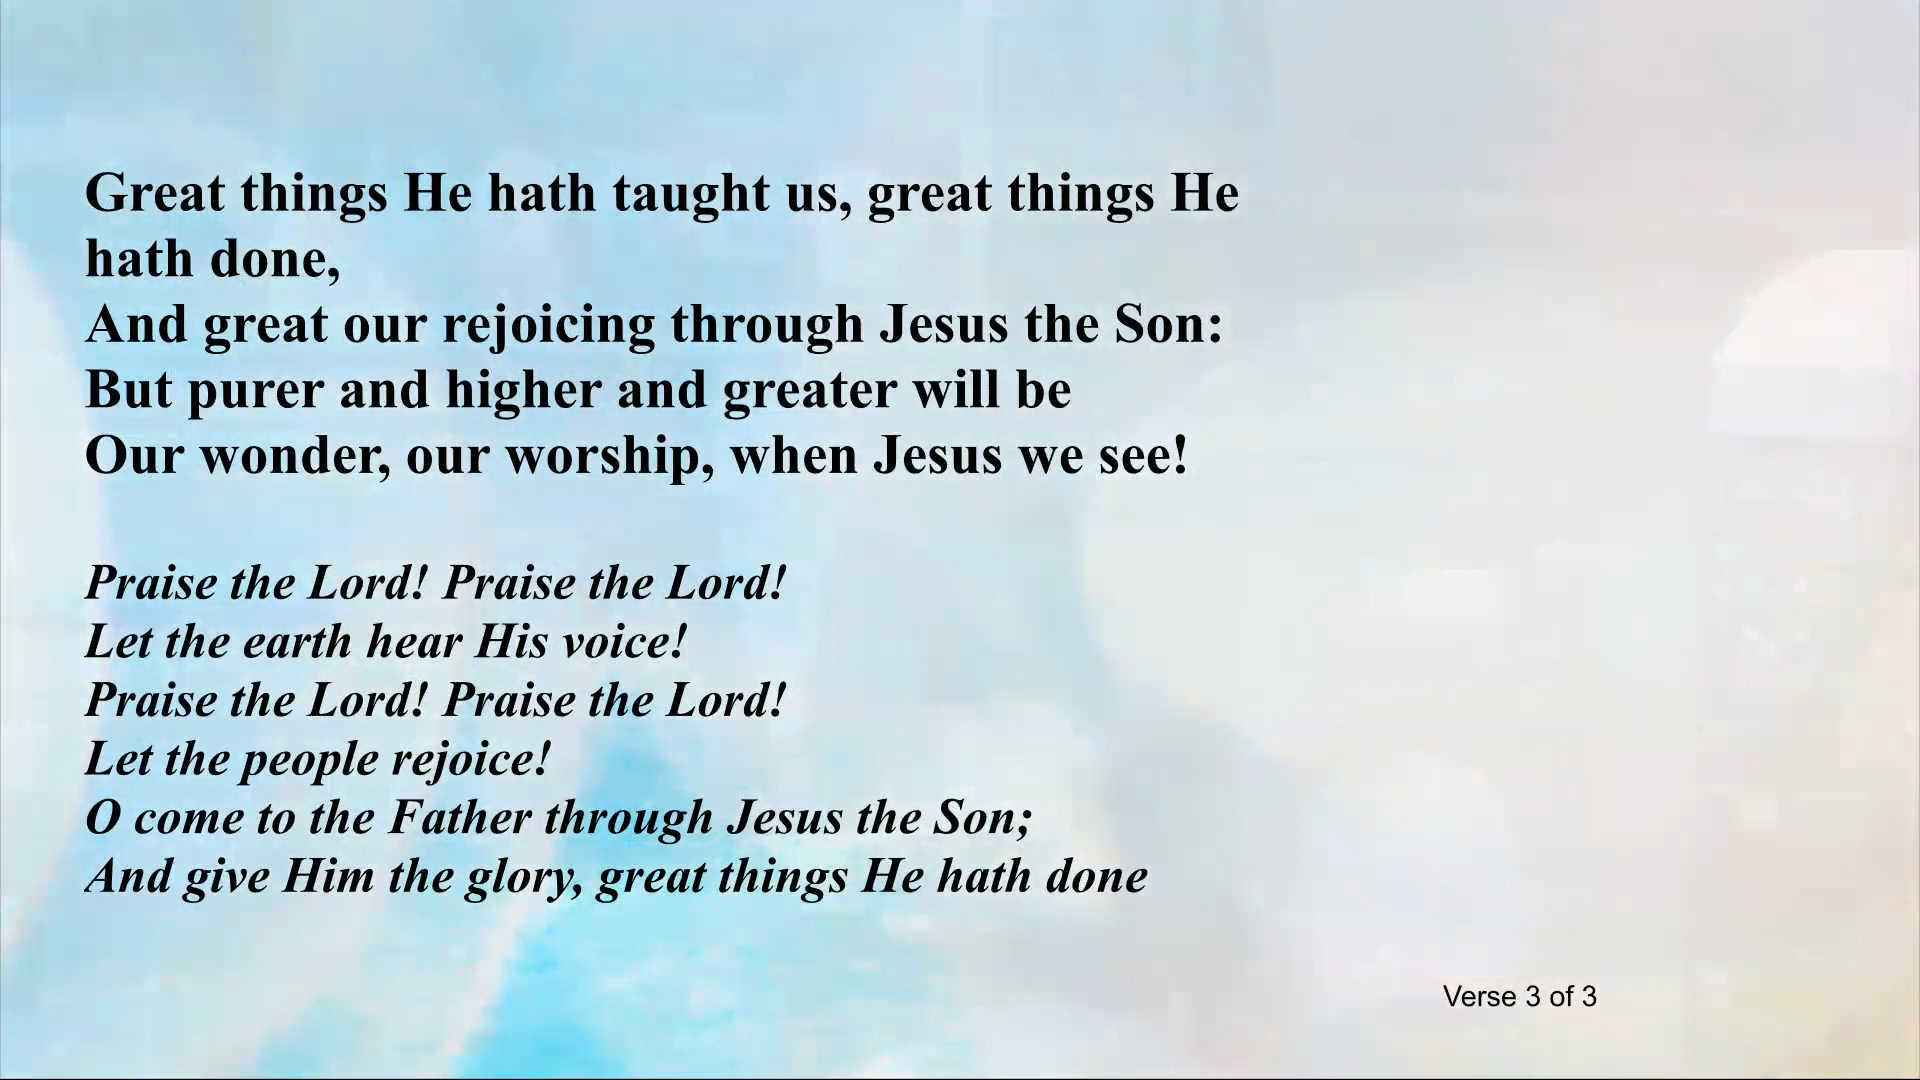 Great things He hath taught us, great things He
hath done,
And great our rejoicing through Jesus the Son:
But purer and higher and greater will be
Our wonder, our worship, when Jesus we see!
Praise the Lord! Praise the Lord!
Let the earth hear His voice!
Praise the Lord! Praise the Lord!
Let the people rejoice!
O come to the Father through Jesus the Son;
And give Him the glory, great things He hath done
Verse 3 of 3